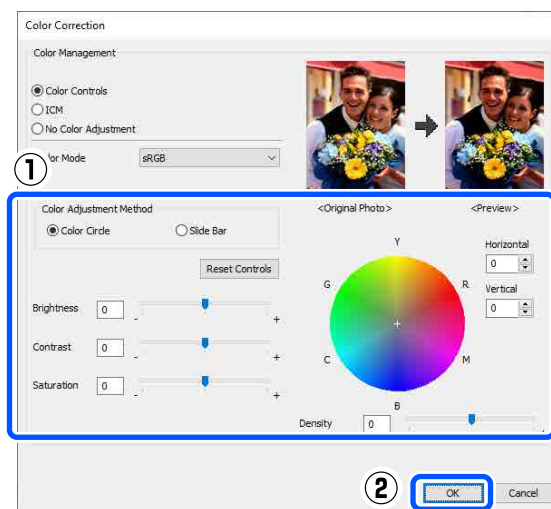 Color Correction
Color Management
Color Controls
ICM
No Color Adjustment
①
or Mode sRGB
Color Adjustment Method <Original Photo> <Preview>
Color Circle Slide Bar
Y Horizontal
0
Reset Controls
G R Vertical
0
Brightness 0 - +
Contrast 0 - +
C M
Saturation 0 - +
B
Density 0
② OK Cancel